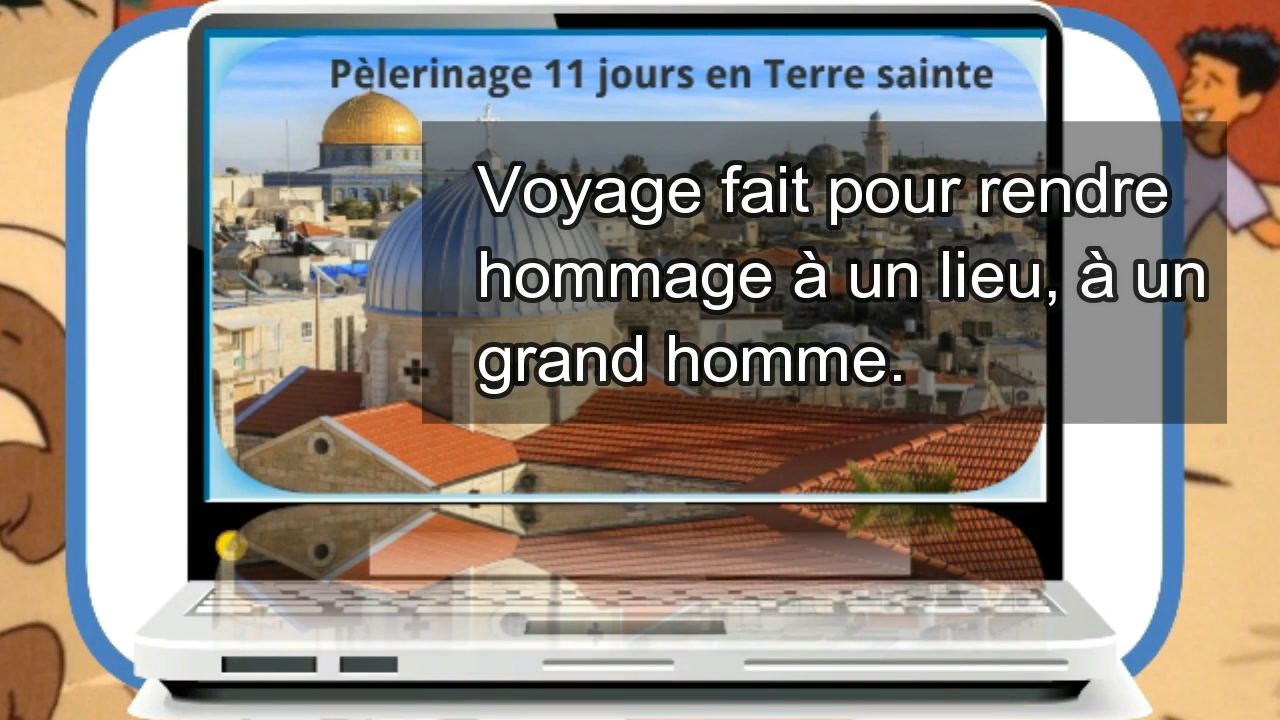 Pèlerinage 11 jours en Terre sainte
Voyage fait pour rendre
hommage à un lieu, à un
grand homme.